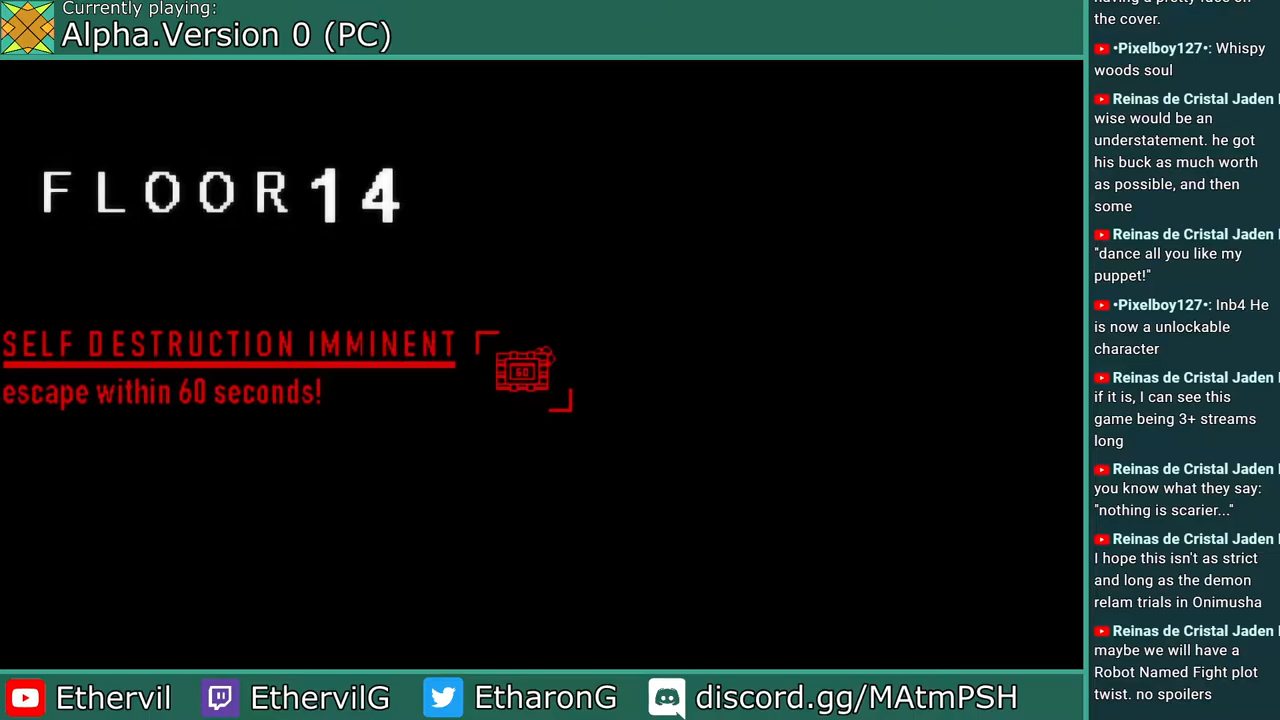 Currently playing:
Alpha.Version 0 (PC)
FLOOR14
SELF DESTRUCTION IMMINENT
escape within 60 seconds!
60
the cover.
•Pixelboy127•: Whispy
woods soul
Reinas de Cristal Jaden
wise would be an
understatement. he got
his buck as much worth
as possible, and then
some
Reinas de Cristal Jaden
"dance all you like my
puppet!"
•Pixelboy127•: Inb4 He
is now a unlockable
character
Reinas de Cristal Jaden
if it is, I can see this
game being 3+ streams
long
Reinas de Cristal Jaden
you know what they say:
"nothing is scarier..."
Reinas de Cristal Jaden
I hope this isn't as strict
and long as the demon
relam trials in Onimusha
Reinas de Cristal Jaden
maybe we will have a
Robot Named Fight plot
twist. no spoilers
Ethervil
EthervilG
EtharonG
discord.gg/MAtmPSH